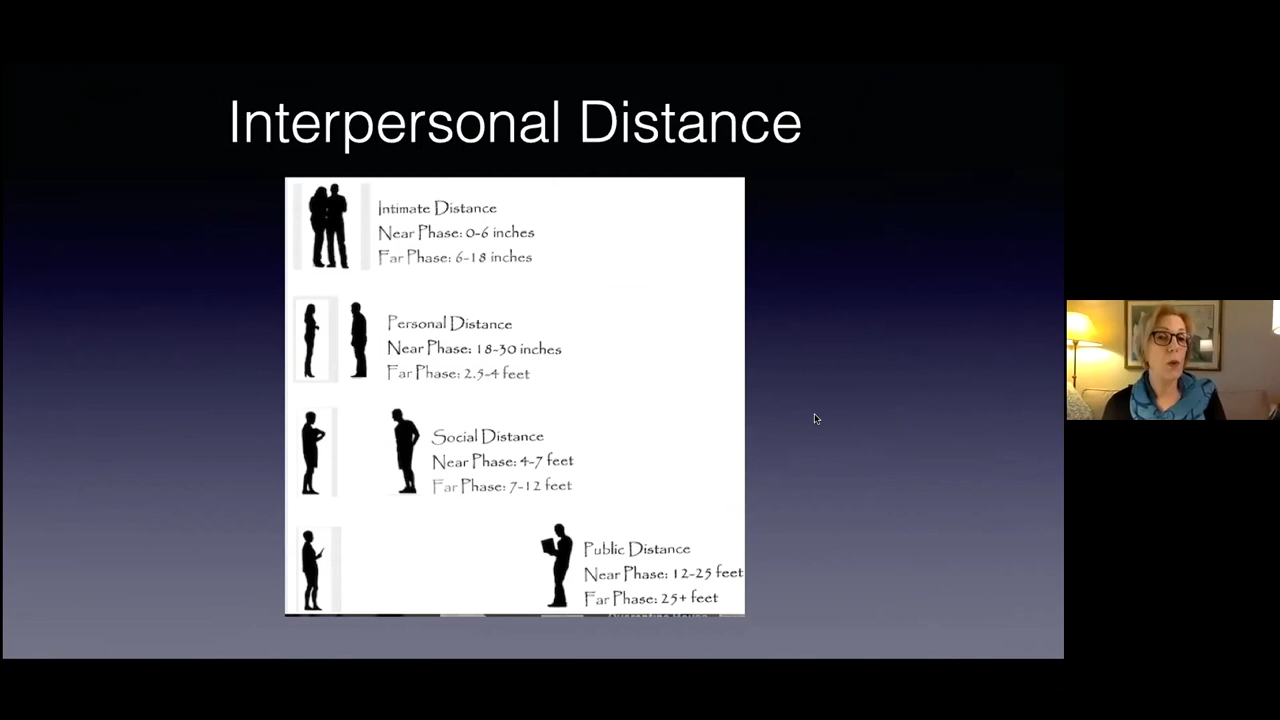 Interpersonal Distance
Intimate Distance
Near Phase: 0-6 inches
Far Phase: 6-18 inches
Personal Distance
Near Phase: 18-30 inches
Far Phase: 2.5-4 feet
Social Distance
Near Phase: 4-7 feet
Far Phase: 7-12 feet
Public Distance
Near Phase: 12-25 feet
Far Phase: 25+ feet